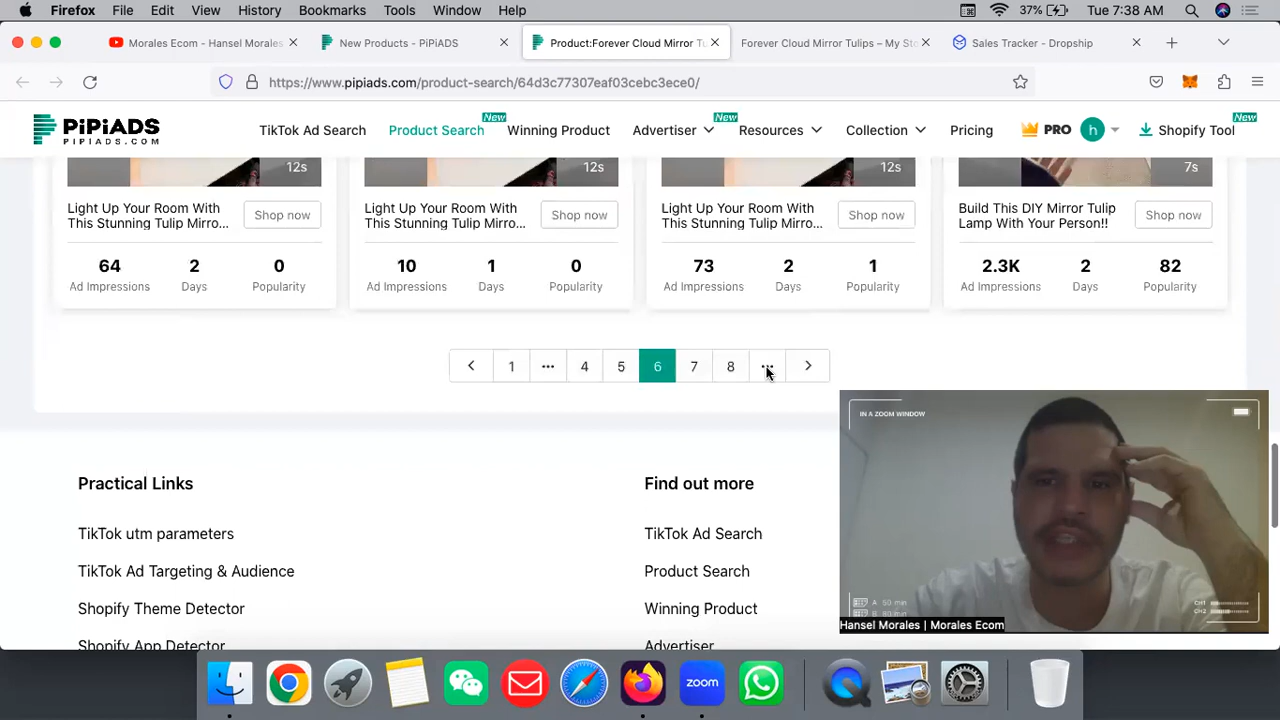 Firefox File Edit View History Bookmarks Tools Window Help 37% Tue 7:38 AM
Morales Ecom - Hansel Morales New Products - PiPiADS Product:Forever Cloud Mirror Tu Forever Cloud Mirror Tulips – My Sto Sales Tracker - Dropship
https://www.pipiads.com/product-search/64d3c77307eaf03cebc3ece0/
PiPiADS
PIPIADS.COM
TikTok Ad Search Product Search New Winning Product Advertiser New Resources Collection Pricing PRO h Shopify Tool New
12s 12s 12s 7s
Light Up Your Room With
This Stunning Tulip Mirro...
Shop now
Light Up Your Room With
This Stunning Tulip Mirro...
Shop now
Light Up Your Room With
This Stunning Tulip Mirro...
Shop now
Build This DIY Mirror Tulip
Lamp With Your Person!!
Shop now
64 2 0 10 1 0 73 2 1 2.3K 2 82
Ad Impressions Days Popularity Ad Impressions Days Popularity Ad Impressions Days Popularity Ad Impressions Days Popularity
1 ••• 4 5 6 7 8 •••
IN A ZOOM WINDOW
Practical Links
TikTok utm parameters
TikTok Ad Targeting & Audience
Shopify Theme Detector
Shopify App Detector
Find out more
TikTok Ad Search
Product Search
Winning Product
Advertiser
A: 50 min
B: 80 min
CH1
CH2
Hansel Morales | Morales Ecom
zoom